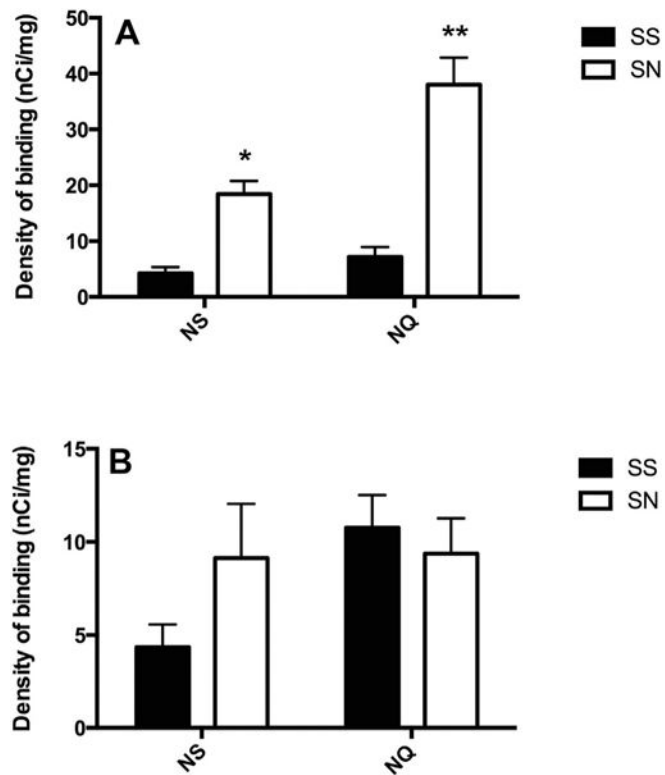 A
50
40
30
20
10
0
Density of binding (nCi/mg)
*
**
NS
NQ
SS
SN
B
15
10
5
0
Density of binding (nCi/mg)
NS
NQ
SS
SN